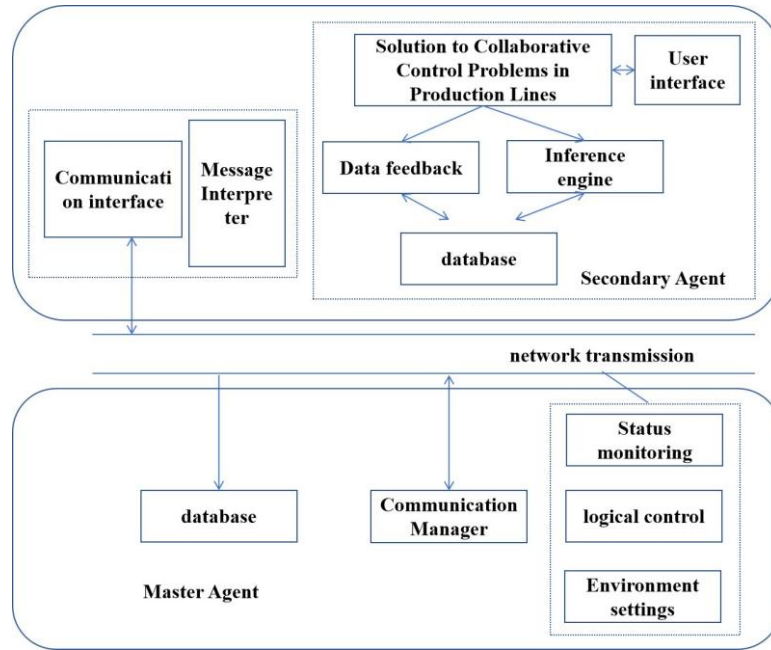 Solution to Collaborative
Control Problems in
Production Lines
User
interface
Communicati
on interface
Message
Interpre
ter
Data feedback
Inference
engine
database
Secondary Agent
network transmission
Status
monitoring
database
Communication
Manager
logical control
Master Agent
Environment
settings